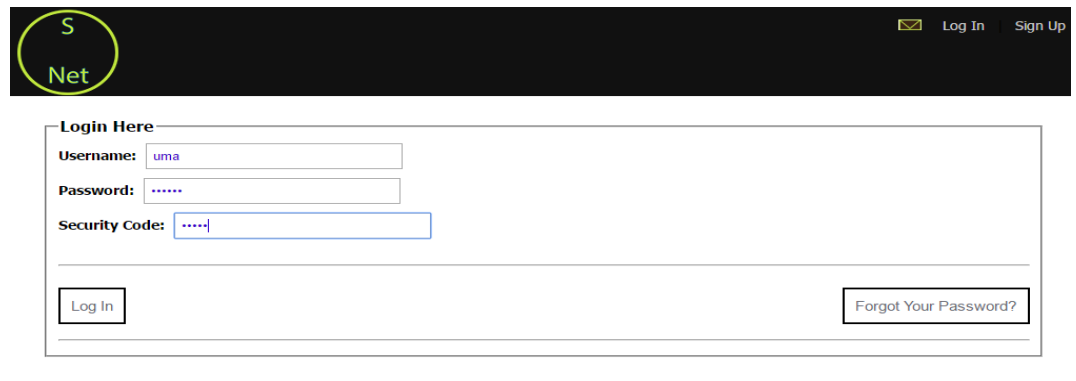 S
Net
Log In Sign Up
Login Here
Username: uma
Password: ••••••
Security Code: •••••
Log In Forgot Your Password?